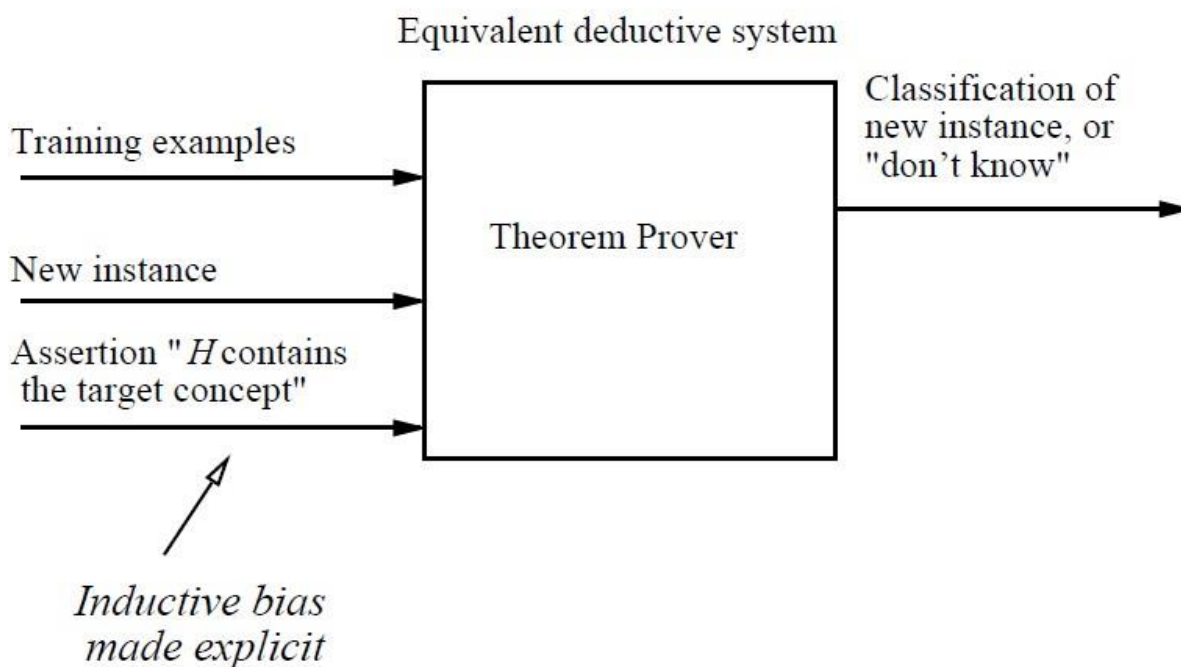 Equivalent deductive system
Training examples
New instance
Assertion " H contains
the target concept"
Theorem Prover
Classification of
new instance, or
"don’t know"
Inductive bias
made explicit